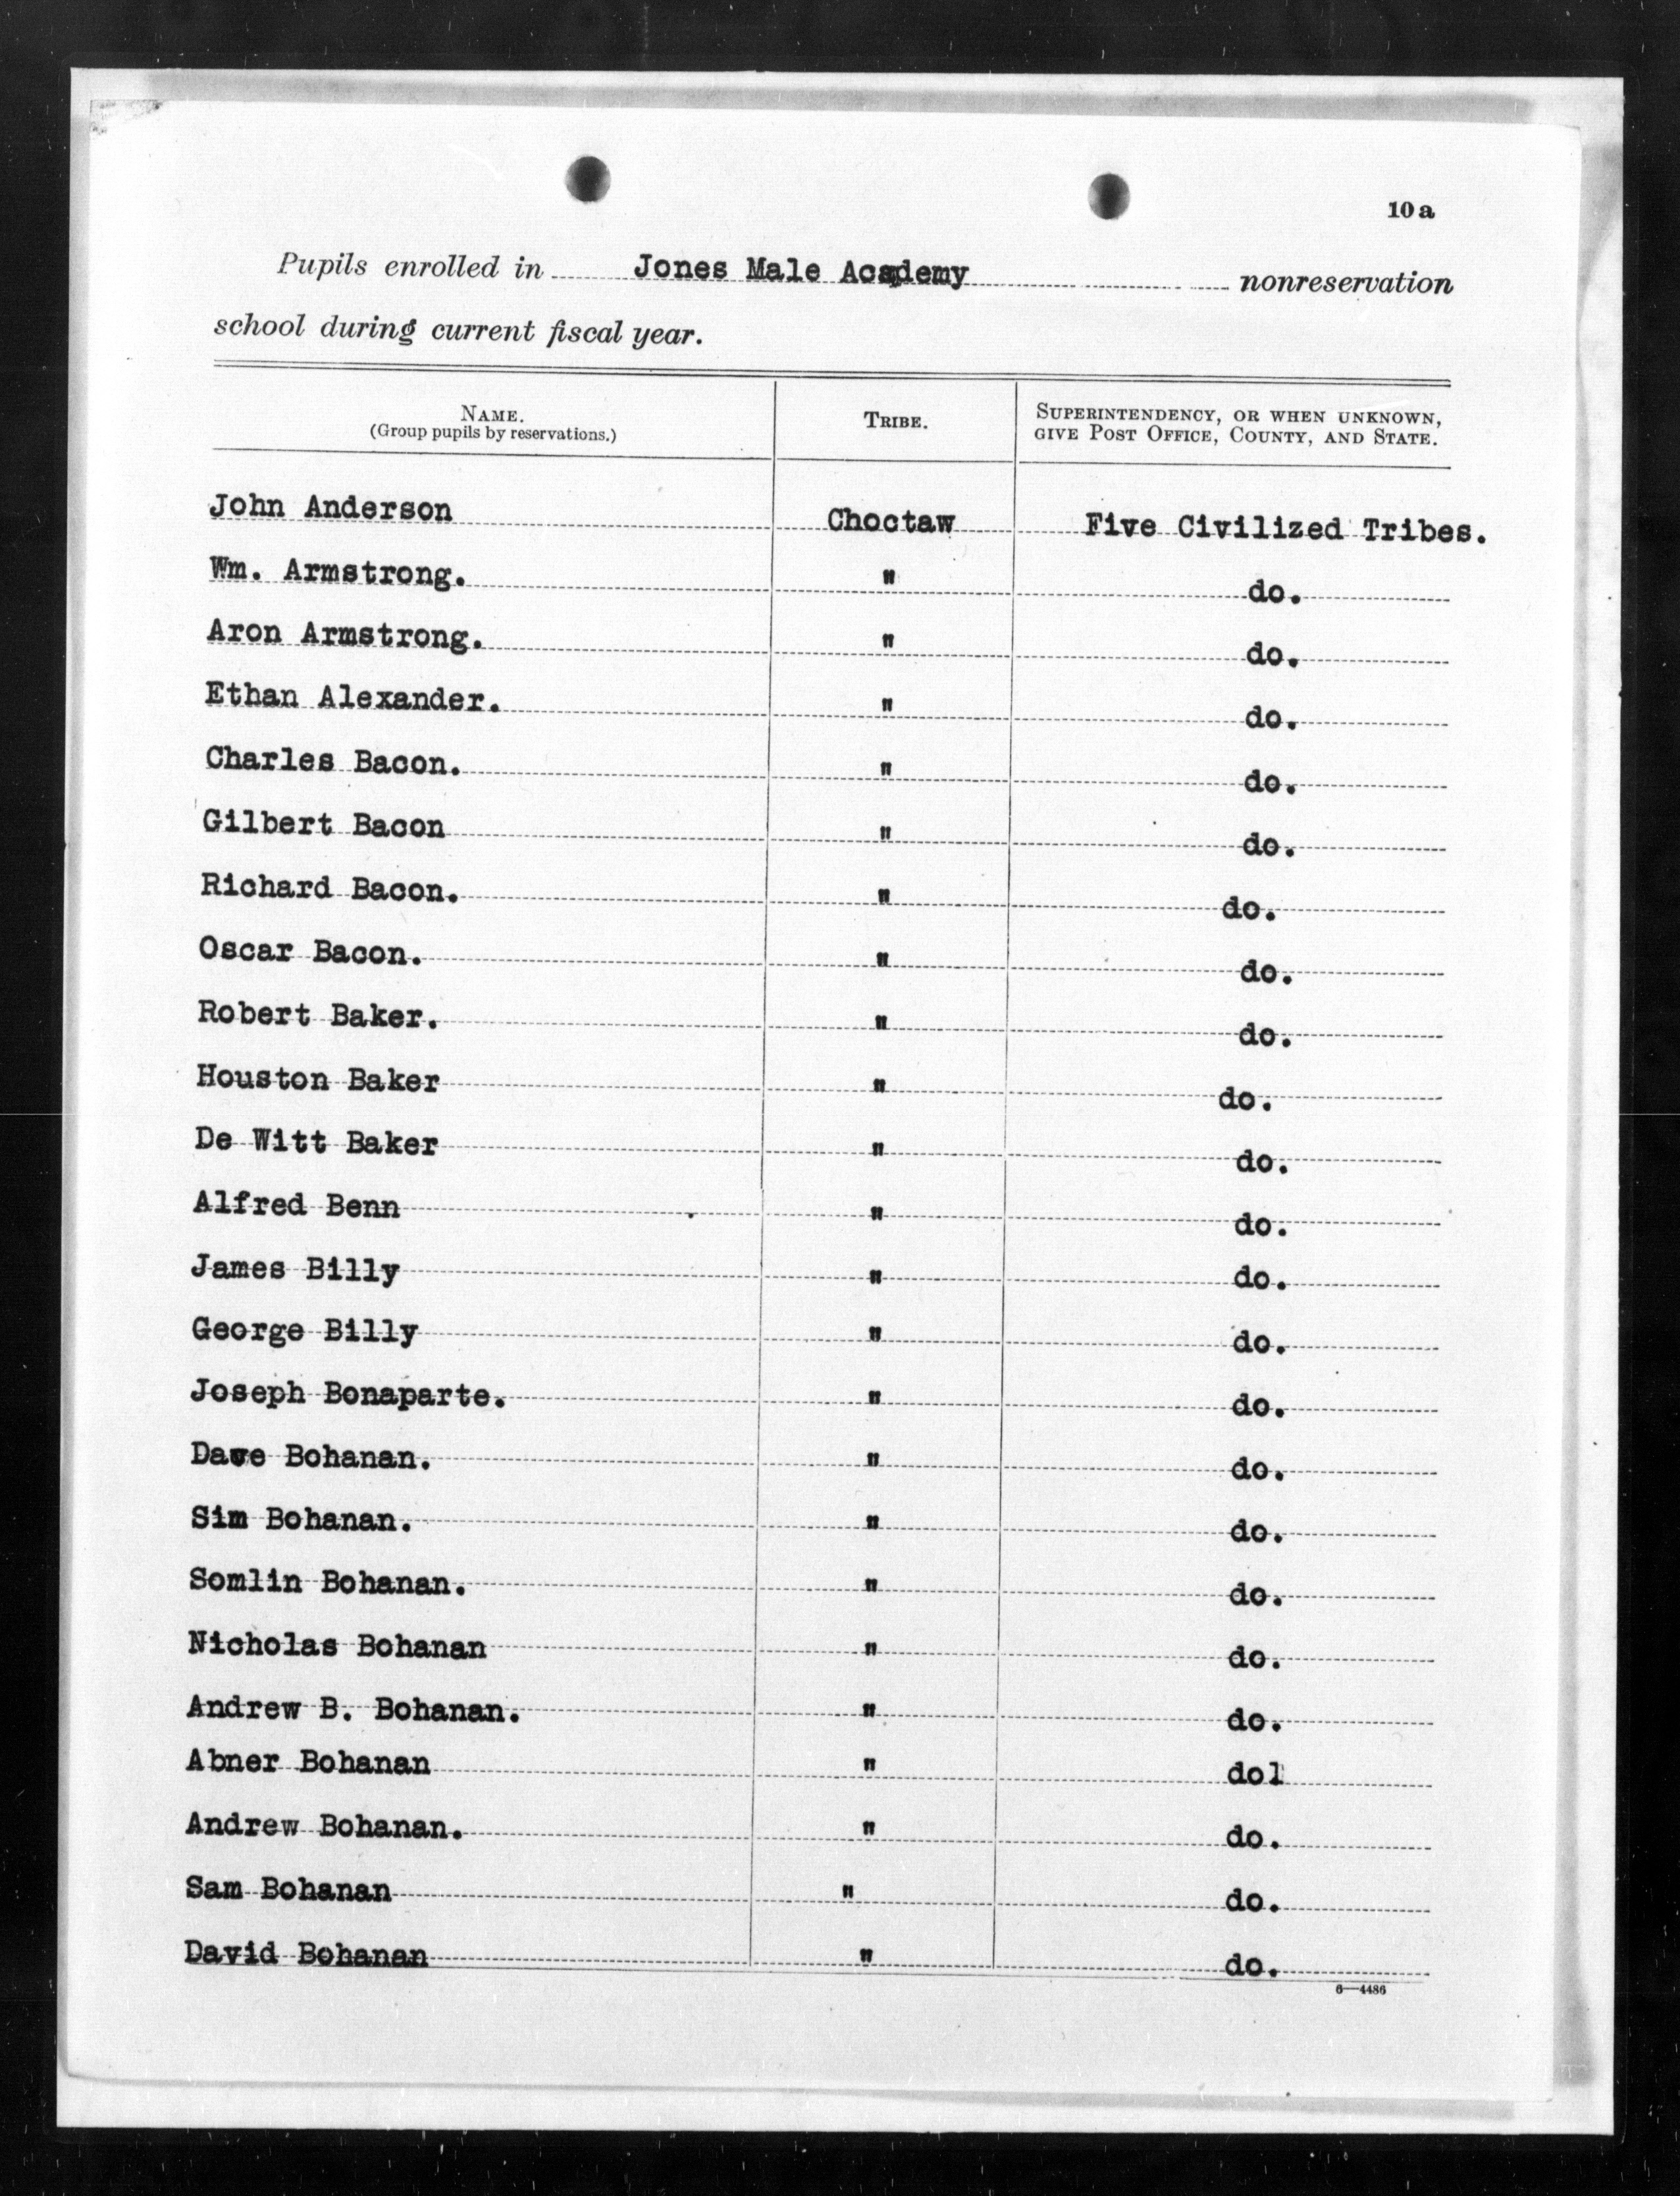 10 a
Pupils enrolled in Jones Male Academy nonreservation
school during current fiscal year.
NAME. (Group pupils by reservations.) TRIBE. SUPERINTENDENCY, OR WHEN UNKNOWN, GIVE POST OFFICE, COUNTY, AND STATE.
John Anderson Choctaw Five Civilized Tribes.
Wm. Armstrong. " do.
Aron Armstrong. " do.
Ethan Alexander. " do.
Charles Bacon. " do.
Gilbert Bacon " do.
Richard Bacon. " do.
Oscar Bacon. " do.
Robert Baker. " do.
Houston Baker " do.
De Witt Baker " do.
Alfred Benn " do.
James Billy " do.
George Billy " do.
Joseph Bonaparte. " do.
Dave Bohanan. " do.
Sim Bohanan. " do.
Somlin Bohanan. " do.
Nicholas Bohanan " do.
Andrew B. Bohanan. " do.
Abner Bohanan " dol
Andrew Bohanan. " do.
Sam Bohanan " do.
David Bohanan " do.
6—4486